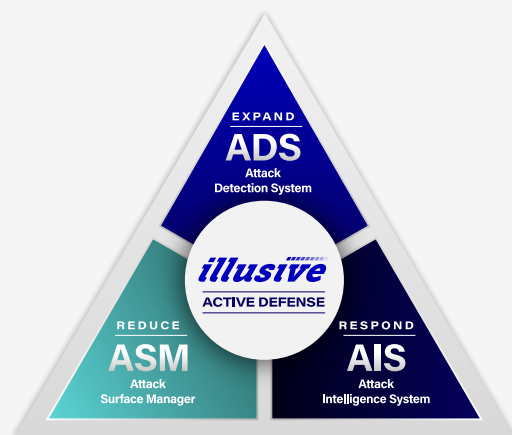 EXPAND
ADS
Attack
Detection System
illusive
ACTIVE DEFENSE
REDUCE
ASM
Attack
Surface Manager
RESPOND
AIS
Attack
Intelligence System